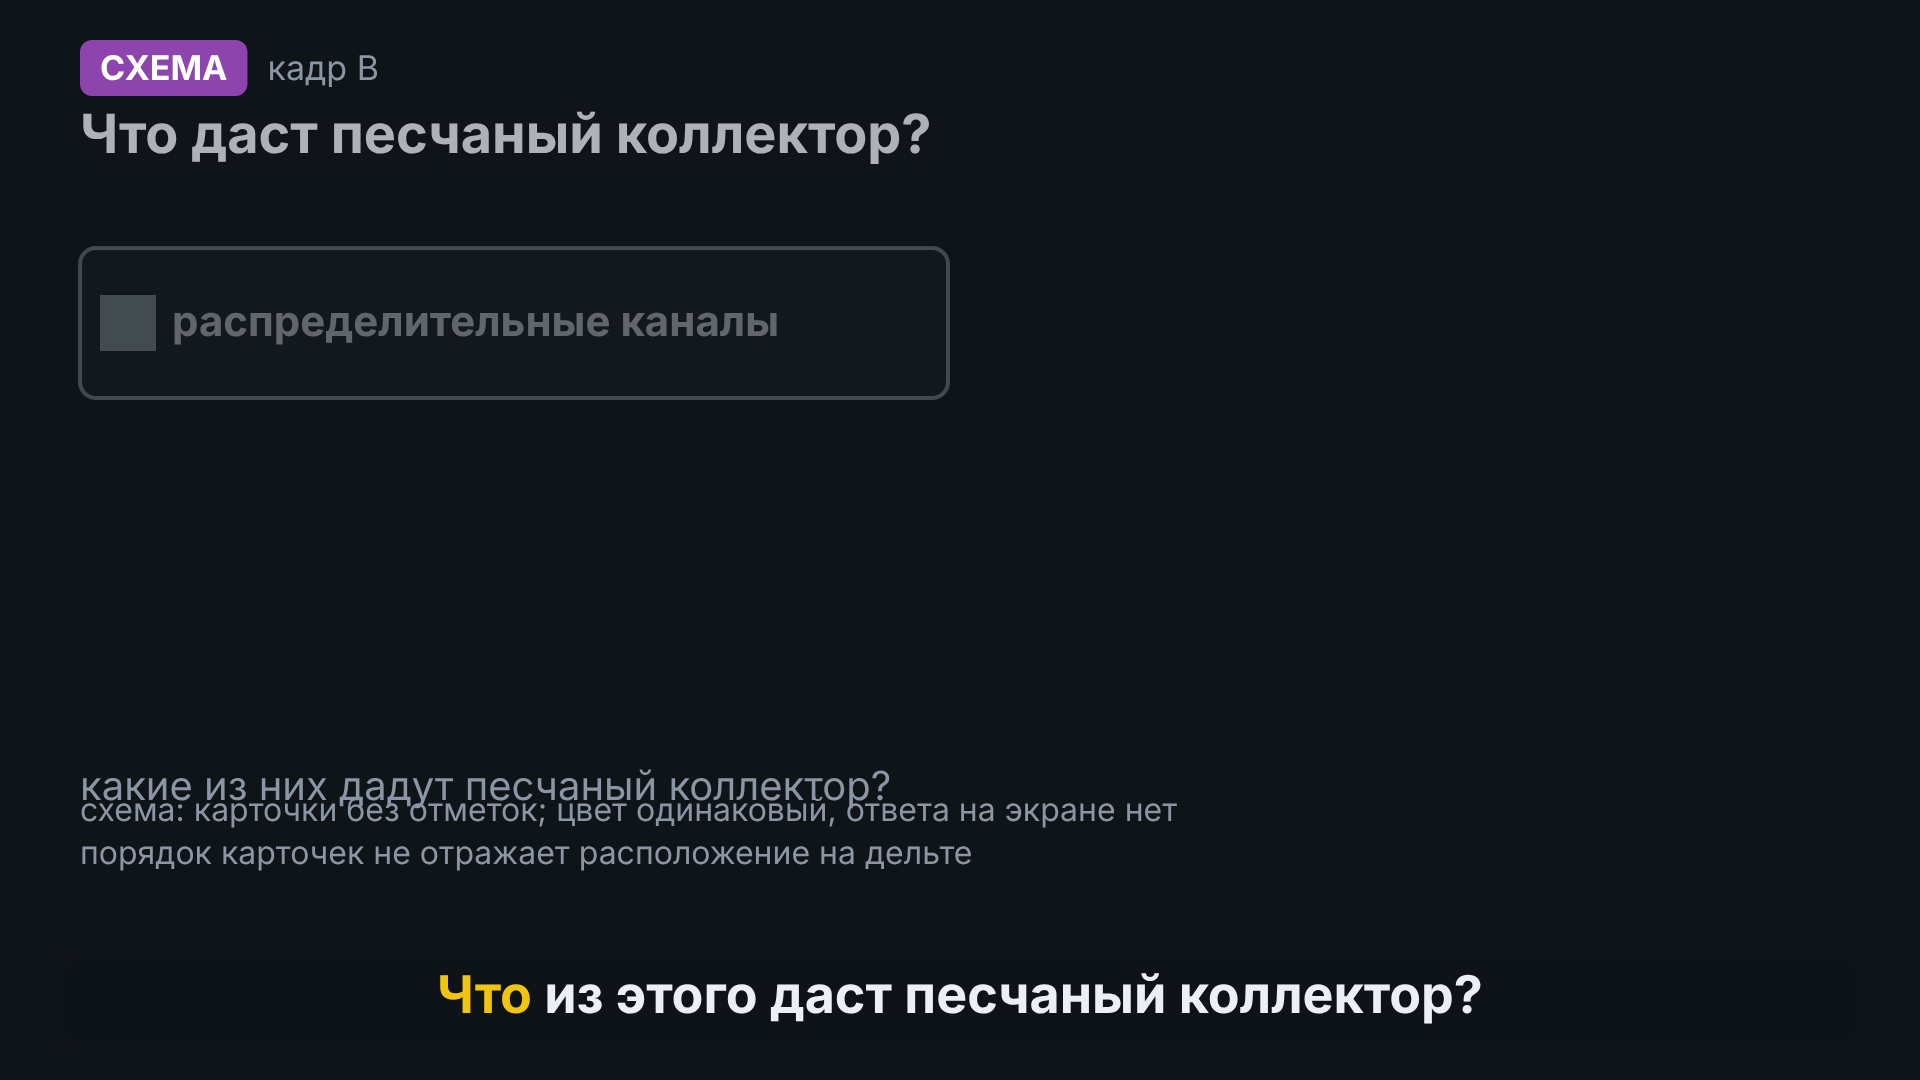 СХЕМА кадр В
Что даст песчаный коллектор?
распределительные каналы
какие из них дадут песчаный коллектор?
схема: карточки без отметок; цвет одинаковый, ответа на экране нет
порядок карточек не отражает расположение на дельте
Что из этого даст песчаный коллектор?